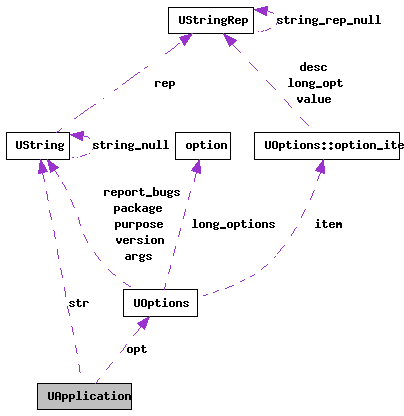 UStringRep
string_rep_null
desc
long_opt
value
rep
UString
string_null
option
UOptions::option_ite
report_bugs
package
purpose
version
args
long_options
item
UOptions
str
opt
UApplication